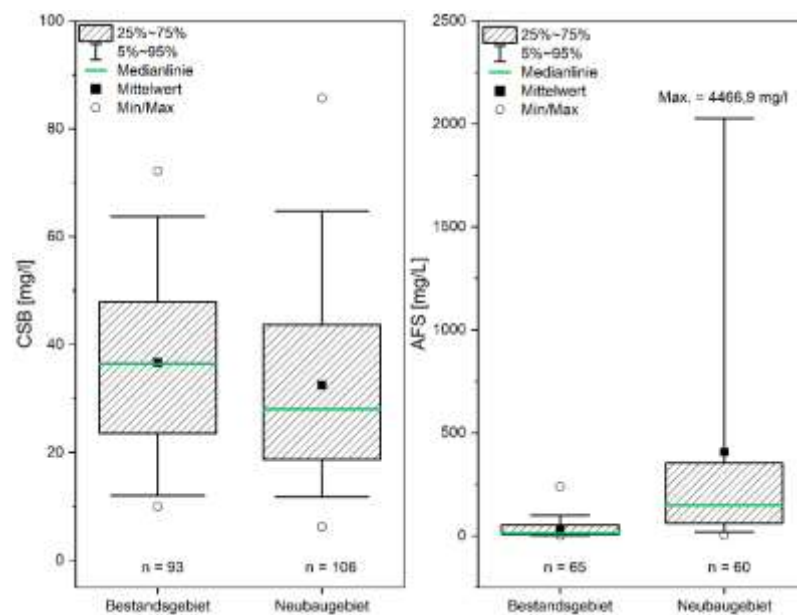 100
80
60
40
20
0
CSB [mg/l]
25%~75%
5%~95%
Medianlinie
Mittelwert
Min/Max
n = 93
n = 106
Bestandsgebiet
Neubaugebiet
2500
2000
1500
1000
500
0
AFS [mg/L]
25%~75%
5%~95%
Medianlinie
Mittelwert
Min/Max
Max. = 4466,9 mg/l
n = 65
n = 60
Bestandsgebiet
Neubaugebiet